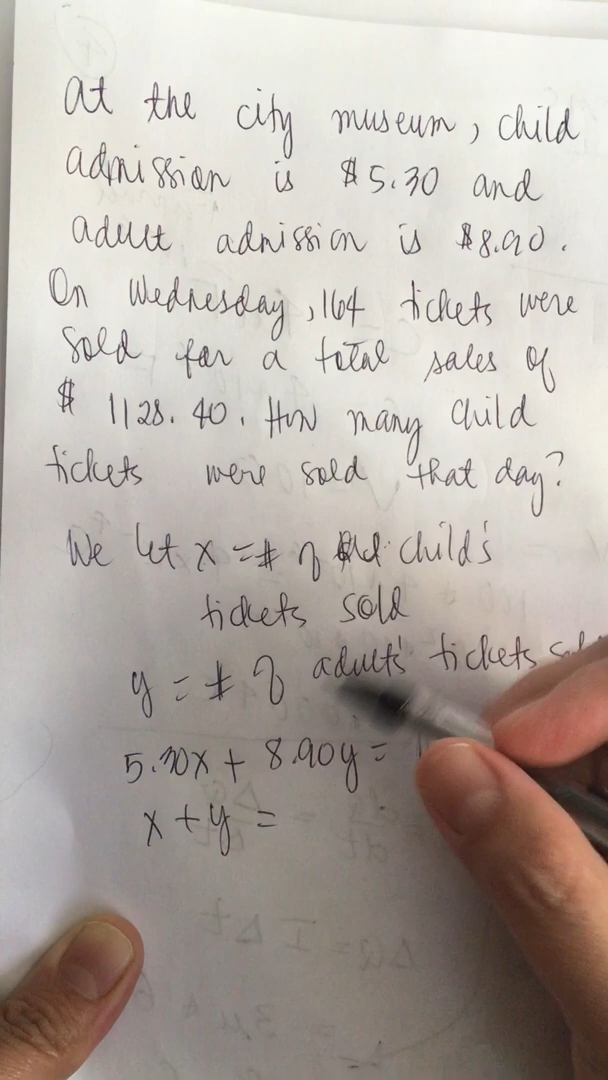 at the city museum, child
admission is $5.30 and
adult admission is $8.90.
On Wednesday, 164 tickets were
sold for a total sales of
$ 1128.40. How many child
tickets were sold that day?
We let x = # of child's
tickets sold
y = # of adults' tickets
5.30x + 8.90y =
x + y =